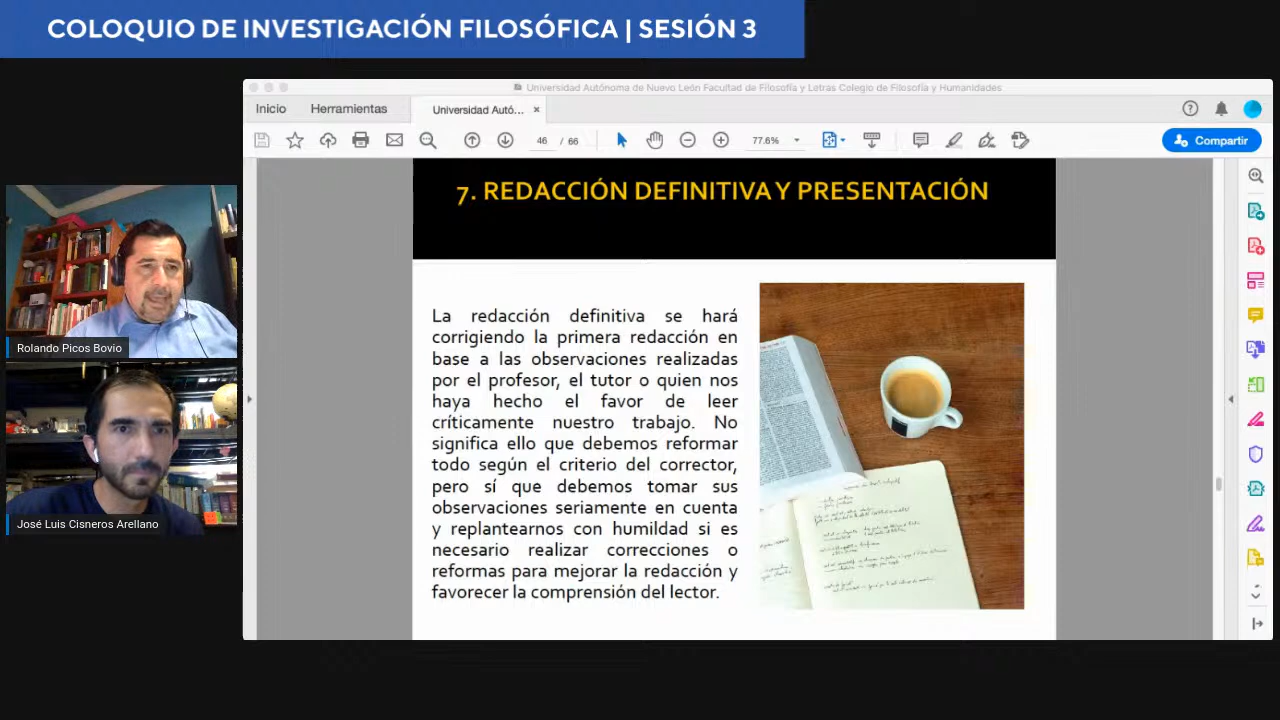 COLOQUIO DE INVESTIGACIÓN FILOSÓFICA | SESIÓN 3
Universidad Autónoma de Nuevo León Facultad de Filosofía y Letras Colegio de Filosofía y Humanidades
Inicio
Herramientas
Universidad Autó...
46 / 66
77.6%
Compartir
7. REDACCIÓN DEFINITIVA Y PRESENTACIÓN
La redacción definitiva se hará
corrigiendo la primera redacción en
base a las observaciones realizadas
por el profesor, el tutor o quien nos
haya hecho el favor de leer
críticamente nuestro trabajo. No
significa ello que debemos reformar
todo según el criterio del corrector,
pero sí que debemos tomar sus
observaciones seriamente en cuenta
y replantearnos con humildad si es
necesario realizar correcciones o
reformas para mejorar la redacción y
favorecer la comprensión del lector.
Rolando Picos Bovio
José Luis Cisneros Arellano